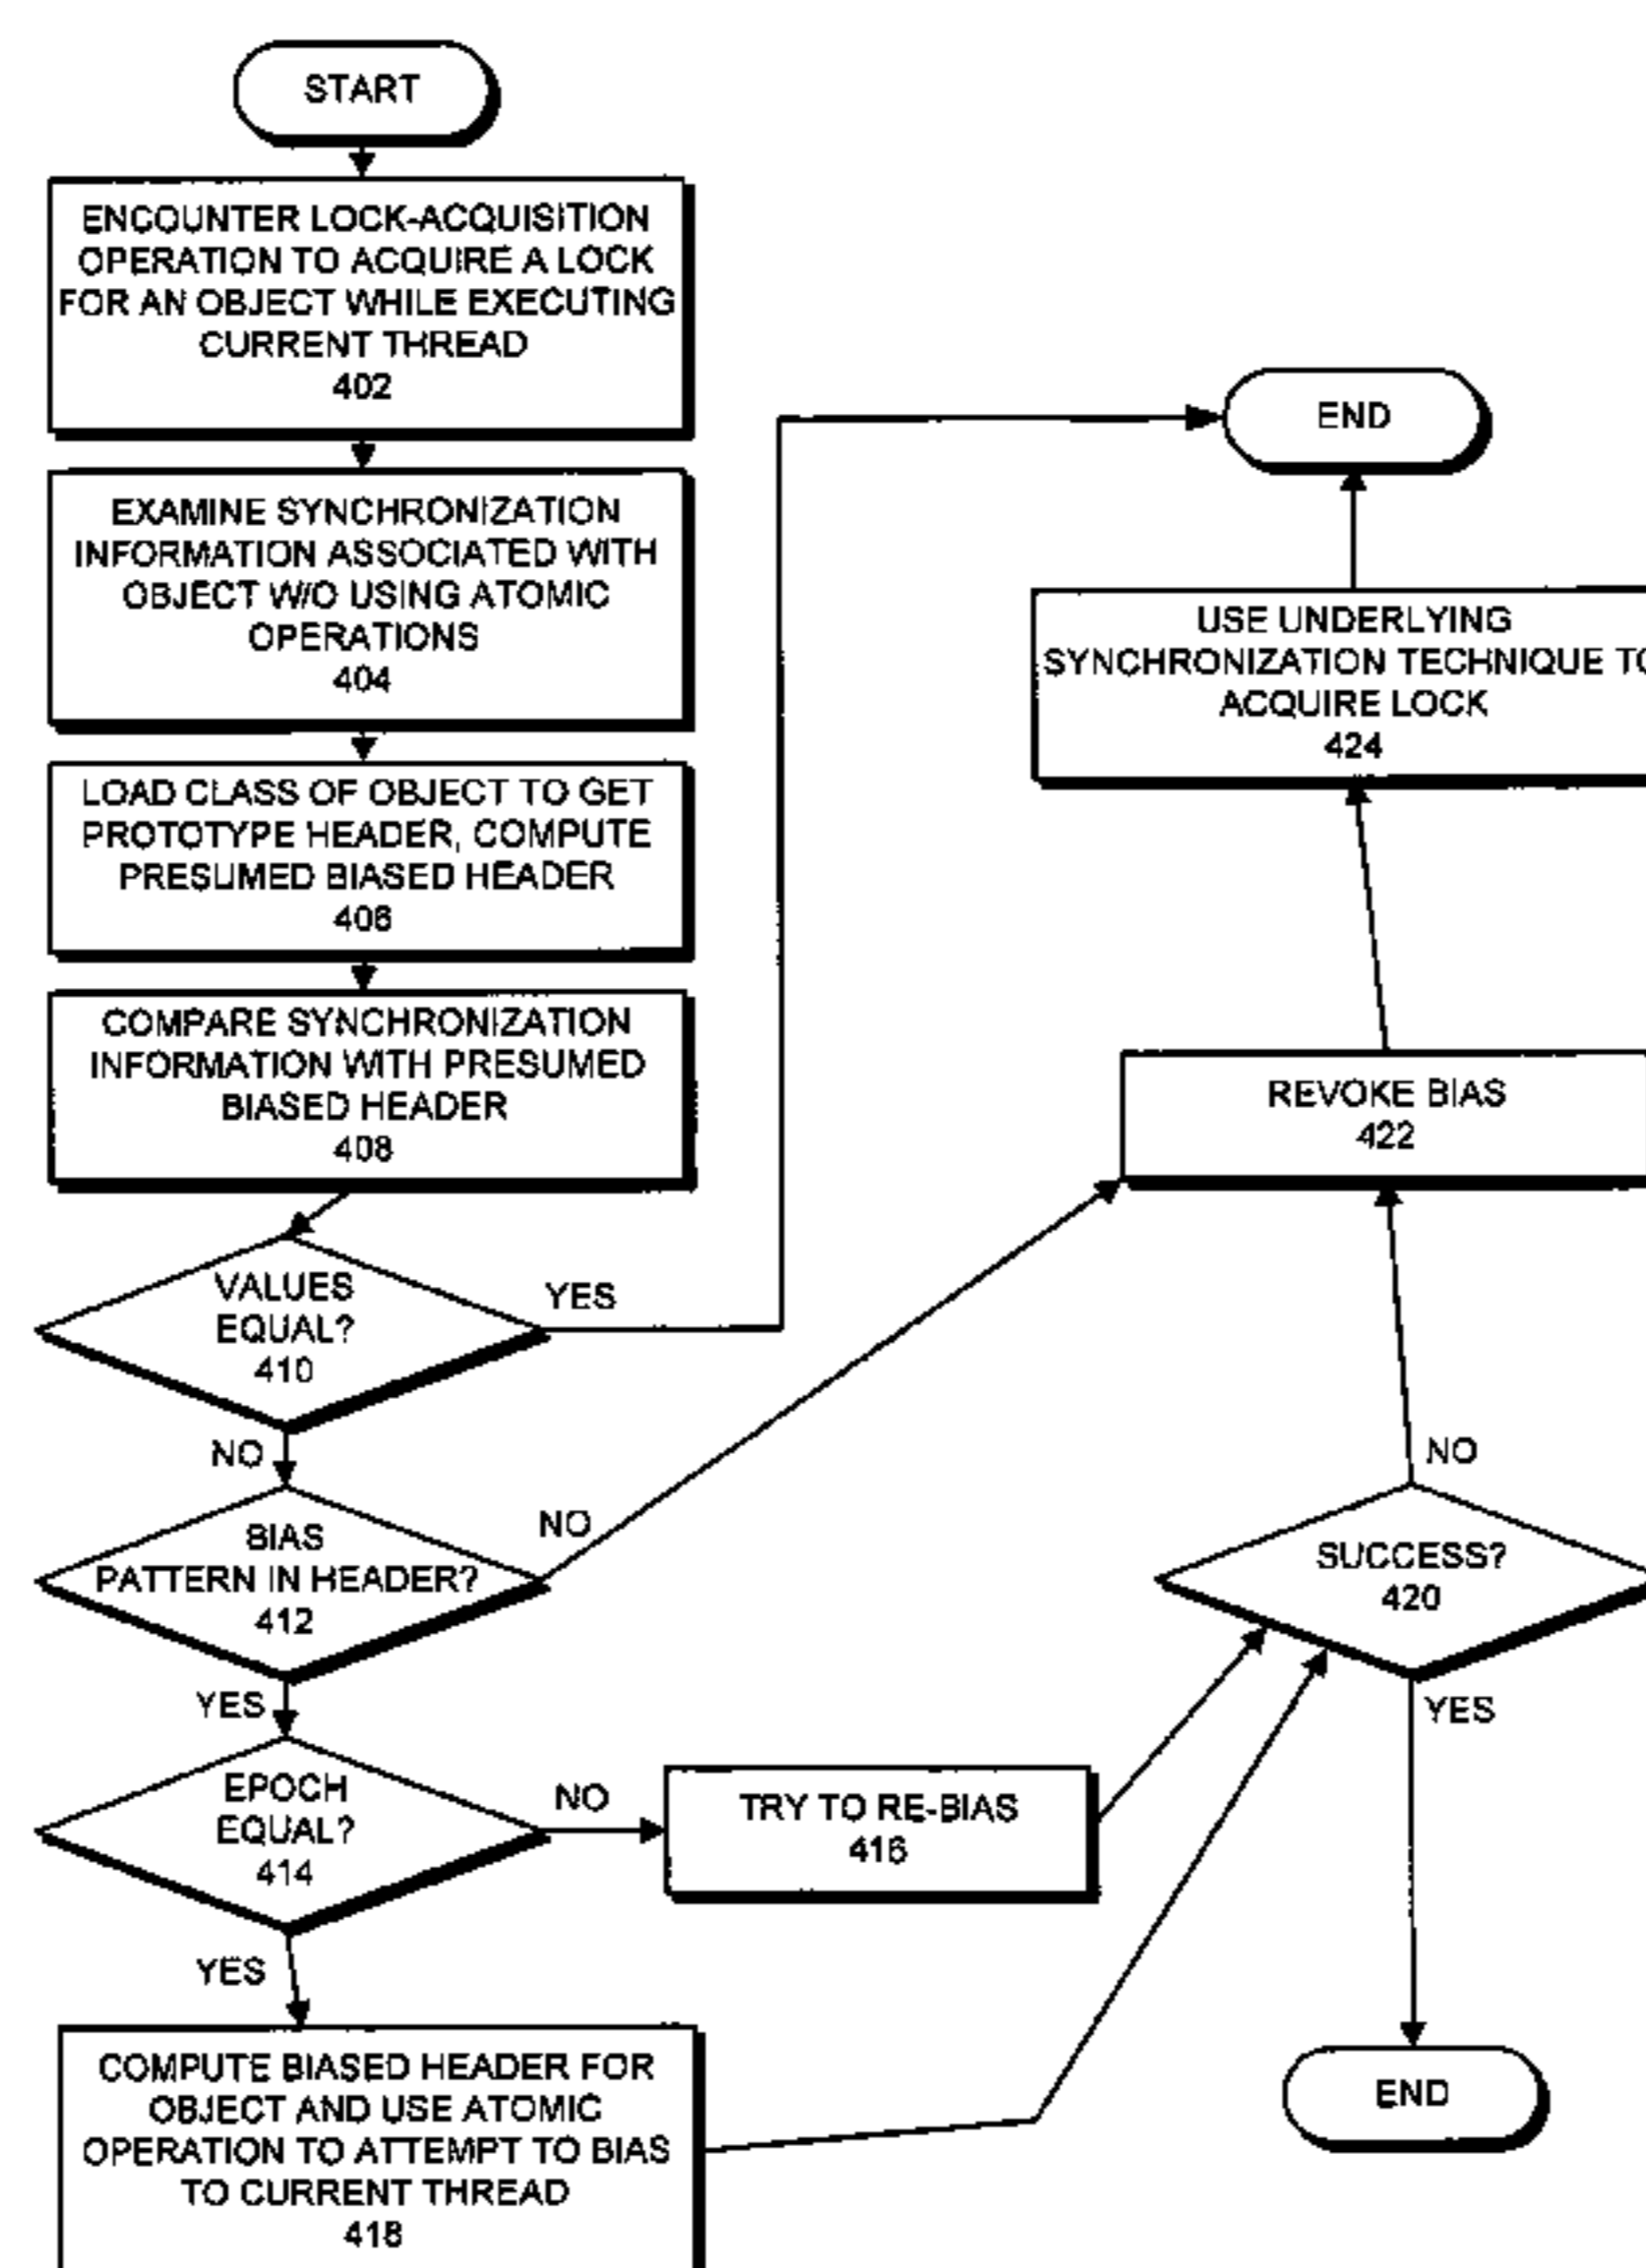 START
ENCOUNTER LOCK-ACQUISITION
OPERATION TO ACQUIRE A LOCK
FOR AN OBJECT WHILE EXECUTING
CURRENT THREAD
402
EXAMINE SYNCHRONIZATION
INFORMATION ASSOCIATED WITH
OBJECT W/O USING ATOMIC
OPERATIONS
404
LOAD CLASS OF OBJECT TO GET
PROTOTYPE HEADER, COMPUTE
PRESUMED BIASED HEADER
406
COMPARE SYNCHRONIZATION
INFORMATION WITH PRESUMED
BIASED HEADER
408
VALUES
EQUAL?
410
YES
NO
BIAS
PATTERN IN HEADER?
412
NO
YES
EPOCH
EQUAL?
414
NO
YES
TRY TO RE-BIAS
416
COMPUTE BIASED HEADER FOR
OBJECT AND USE ATOMIC
OPERATION TO ATTEMPT TO BIAS
TO CURRENT THREAD
418
END
USE UNDERLYING
SYNCHRONIZATION TECHNIQUE TO
ACQUIRE LOCK
424
REVOKE BIAS
422
NO
SUCCESS?
420
YES
END